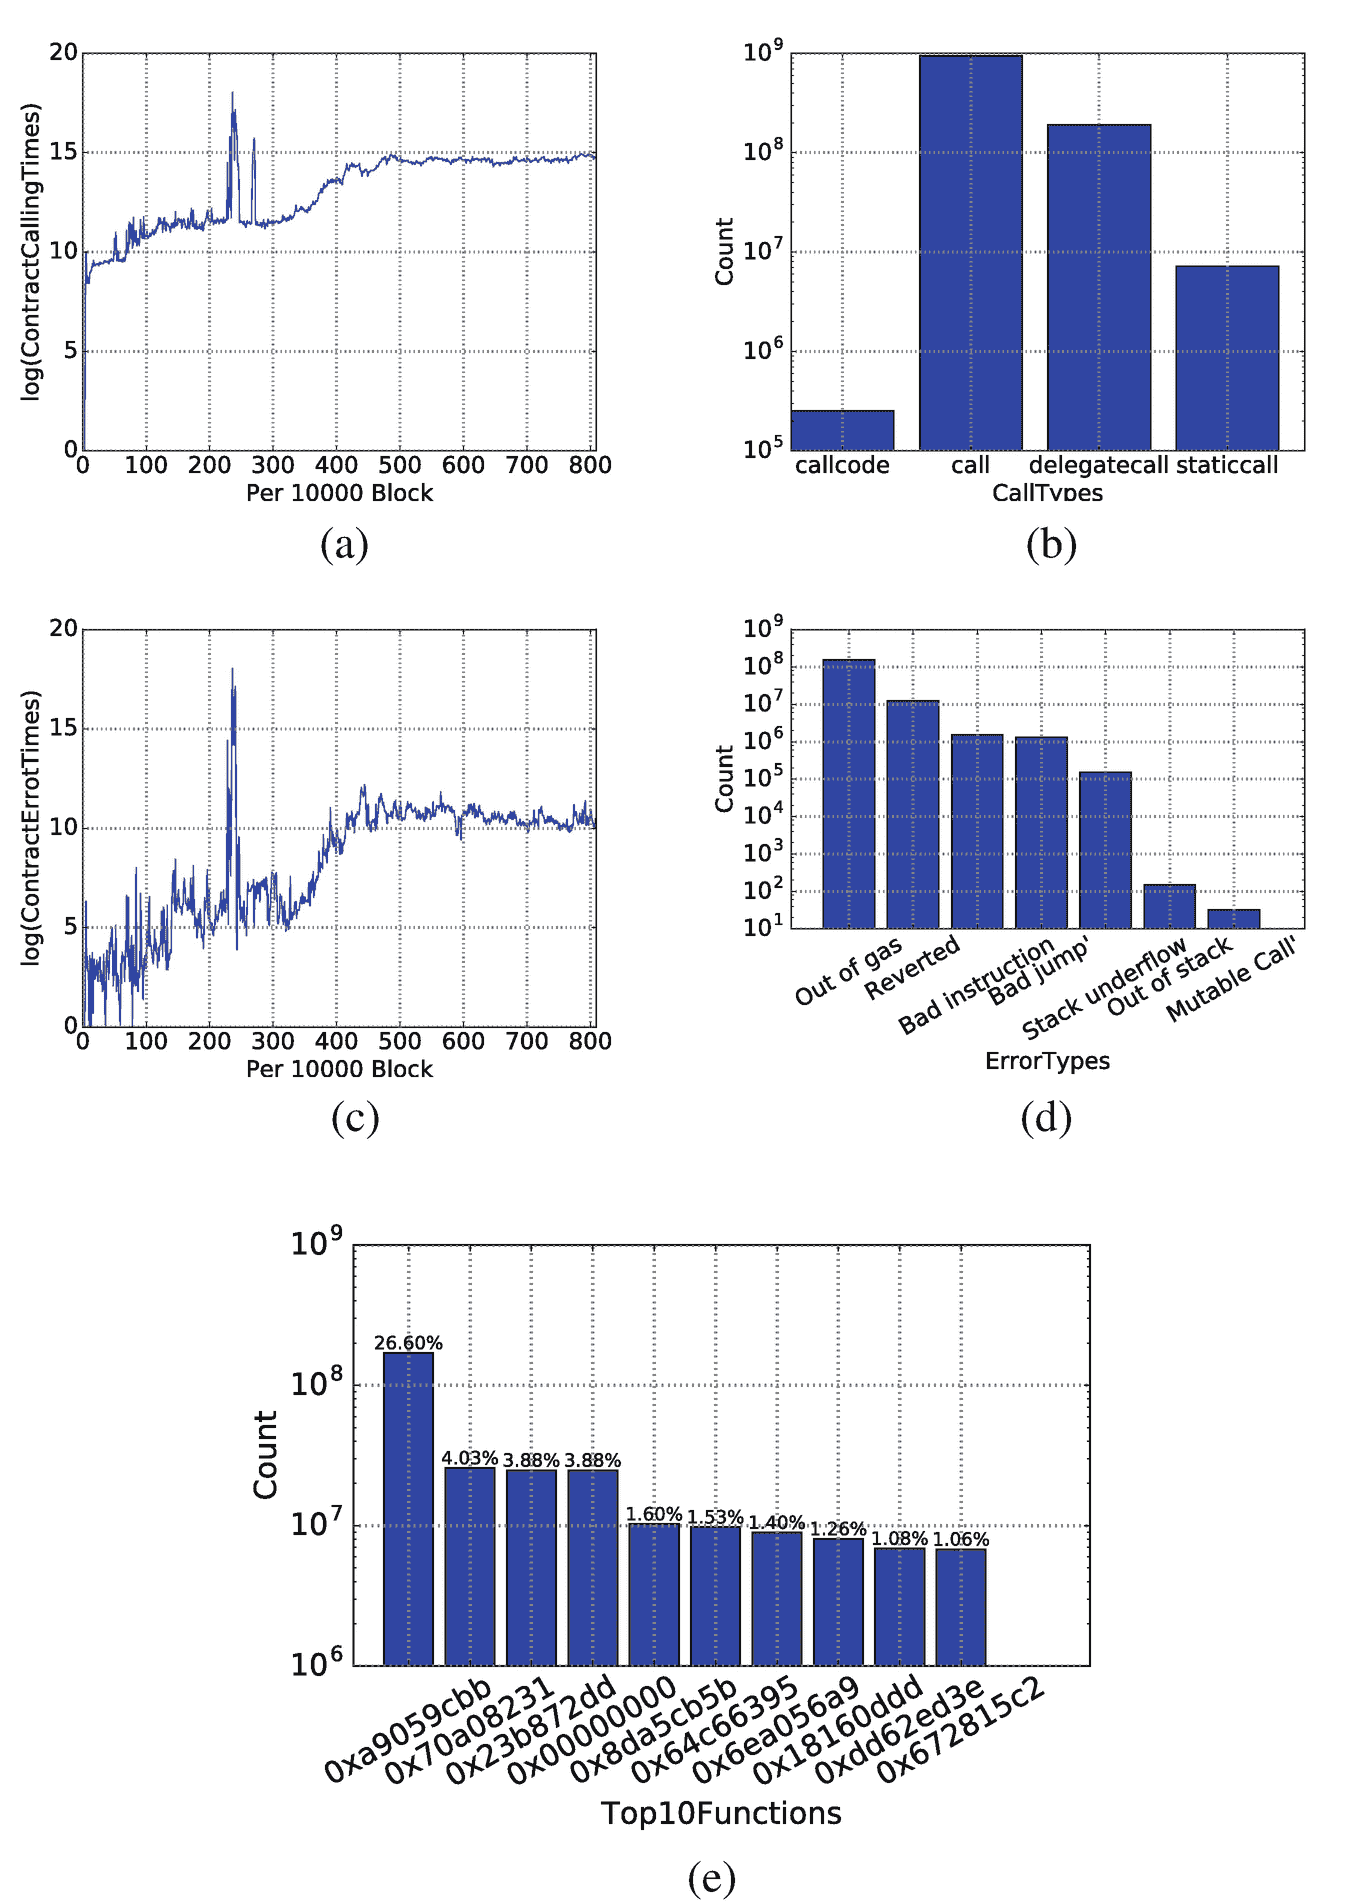 20
15
10
5
0
log(ContractCallingTimes)
0 100 200 300 400 500 600 700 800
Per 10000 Block
(a)
10^9
10^8
10^7
10^6
10^5
Count
callcode call delegatecall staticcall
CallTypes
(b)
20
15
10
5
0
log(ContractErrotTimes)
0 100 200 300 400 500 600 700 800
Per 10000 Block
(c)
10^9
10^8
10^7
10^6
10^5
10^4
10^3
10^2
10^1
Count
Out of gas
Reverted
Bad instruction
Bad jump'
Stack underflow
Out of stack
Mutable Call'
ErrorTypes
(d)
10^9
10^8
10^7
10^6
Count
26.60%
4.03% 3.88% 3.88%
1.60% 1.53% 1.40% 1.26% 1.08% 1.06%
0xa9059cbb
0x70a08231
0x23b872dd
0x00000000
0x8da5cb5b
0x64c66395
0x6ea056a9
0x18160ddd
0xdd62ed3e
0x672815c2
Top10Functions
(e)